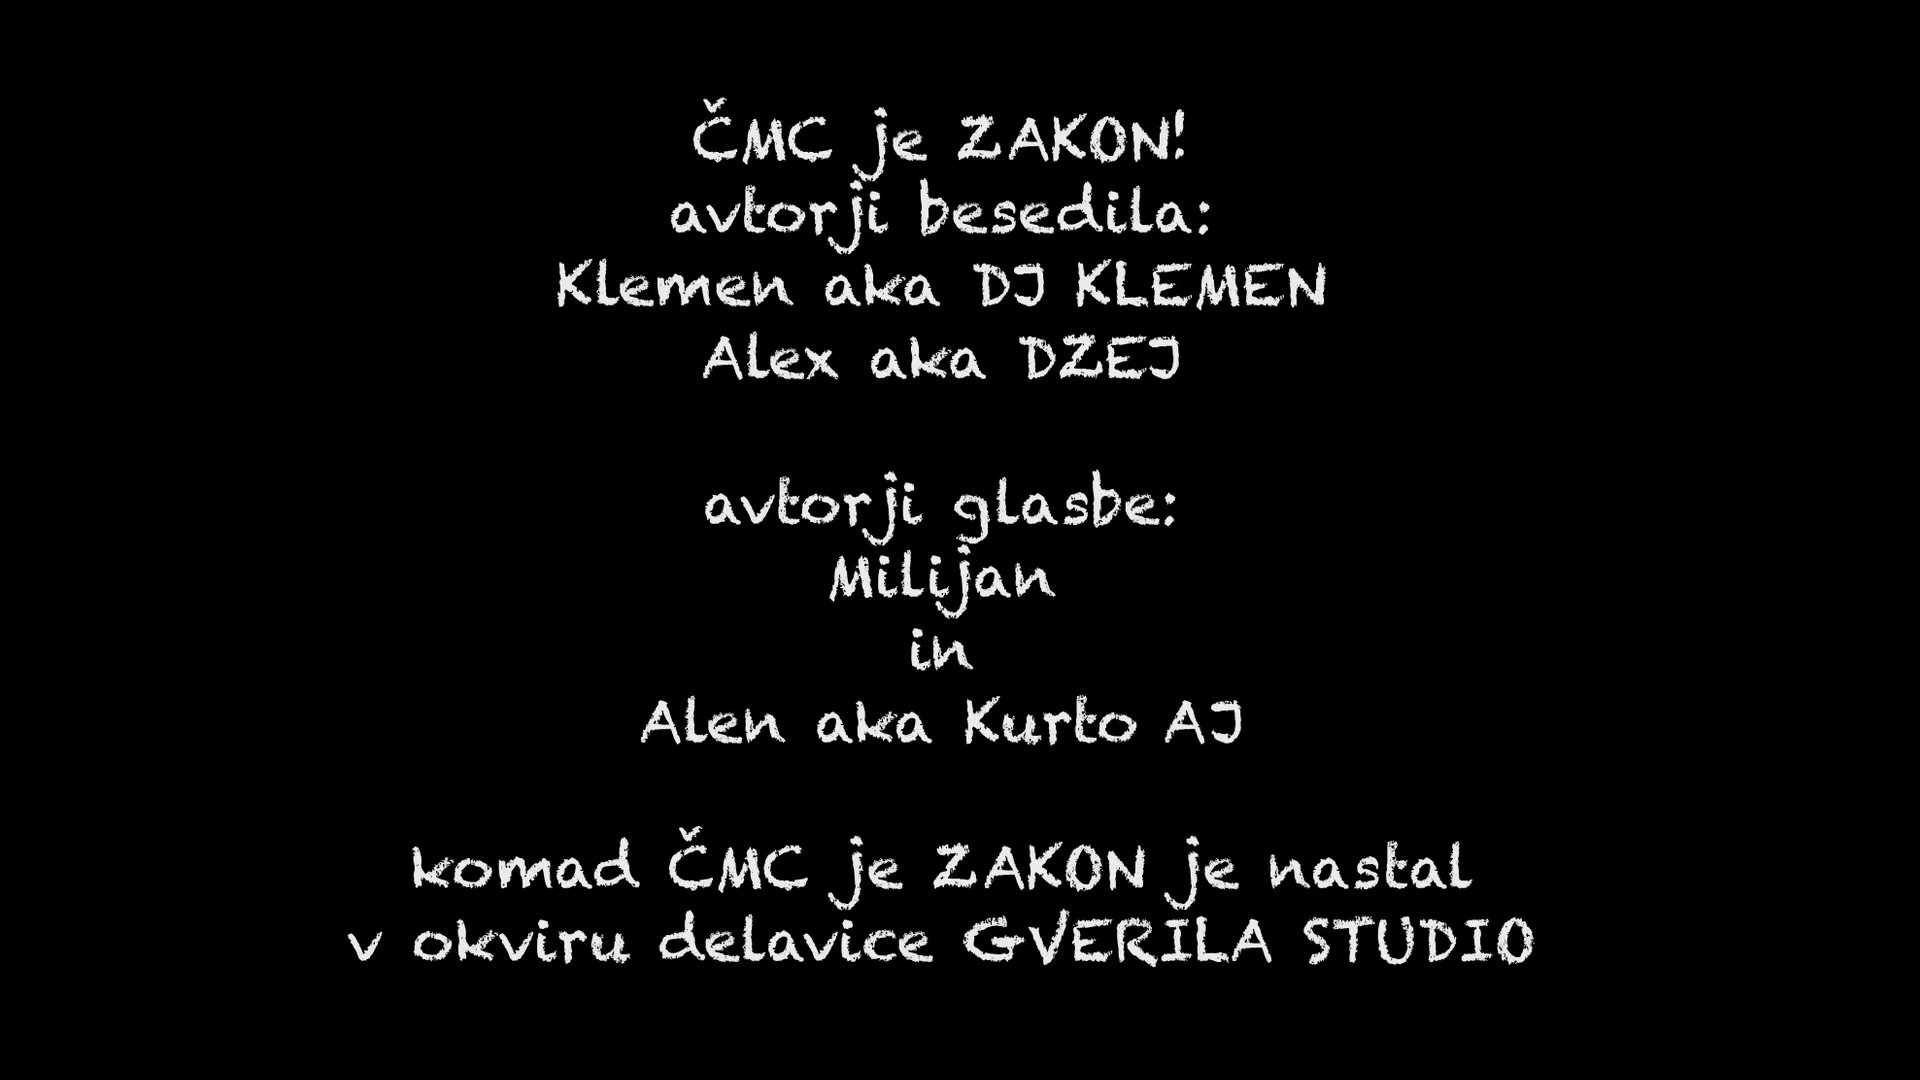 ČMC je ZAKON!
avtorji besedila:
Klemen aka DJ KLEMEN
Alex aka DZEJ
avtorji glasbe:
Milijan
in
Alen aka Kurto AJ
komad ČMC je ZAKON je nastal
v okviru delavice GVERILA STUDIO